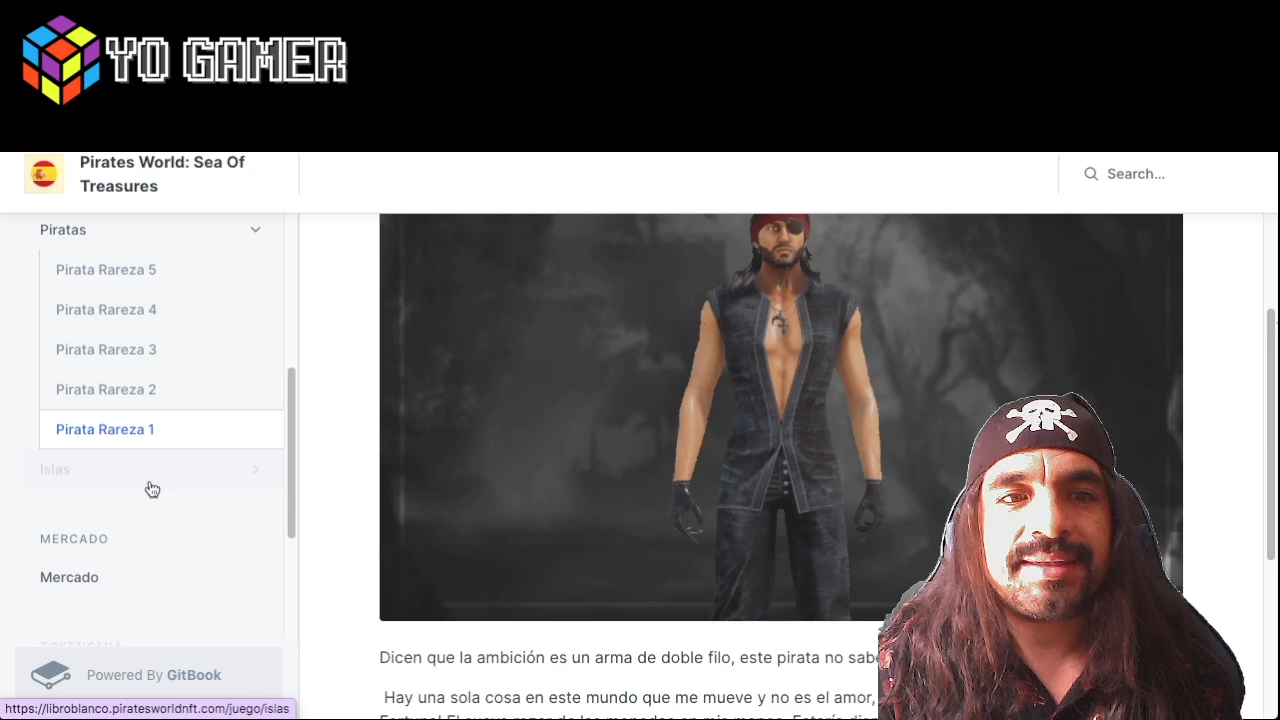 YO GAMER
Pirates World: Sea Of
Treasures
Search...
Piratas
Pirata Rareza 5
Pirata Rareza 4
Pirata Rareza 3
Pirata Rareza 2
Pirata Rareza 1
Islas
MERCADO
Mercado
TOKENOMIA
Powered By GitBook
https://libroblanco.piratesworldnft.com/juego/islas
Dicen que la ambición es un arma de doble filo, este pirata no sabe
Hay una sola cosa en este mundo que me mueve y no es el amor,